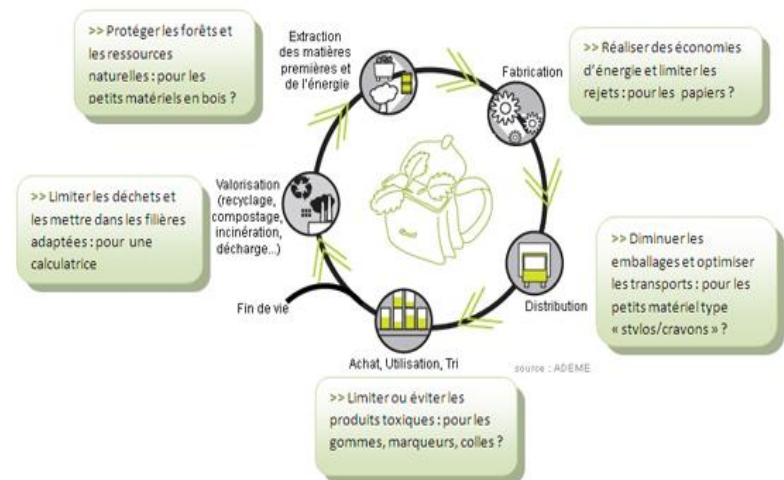 >> Protéger les forêts et
les ressources
naturelles : pour les
petits matériels en bois ?
Extraction
des matières
premières et
de l'énergie
Fabrication
>> Réaliser des économies
d'énergie et limiter les
rejets : pour les papiers ?
>> Limiter les déchets et
les mettre dans les fillières
adaptées : pour une
calculatrice
Valorisation
(recyclage,
compostage,
incinération,
décharge...)
>> Diminuer les
emballages et optimiser
les transports : pour les
petits matériel type
« stylos/crayons » ?
Fin de vie
Distribution
Achat, Utilisation, Tri
source : ADEME
>> Limiter ou éviter les
produits toxiques : pour les
gommes, marqueurs, colles ?